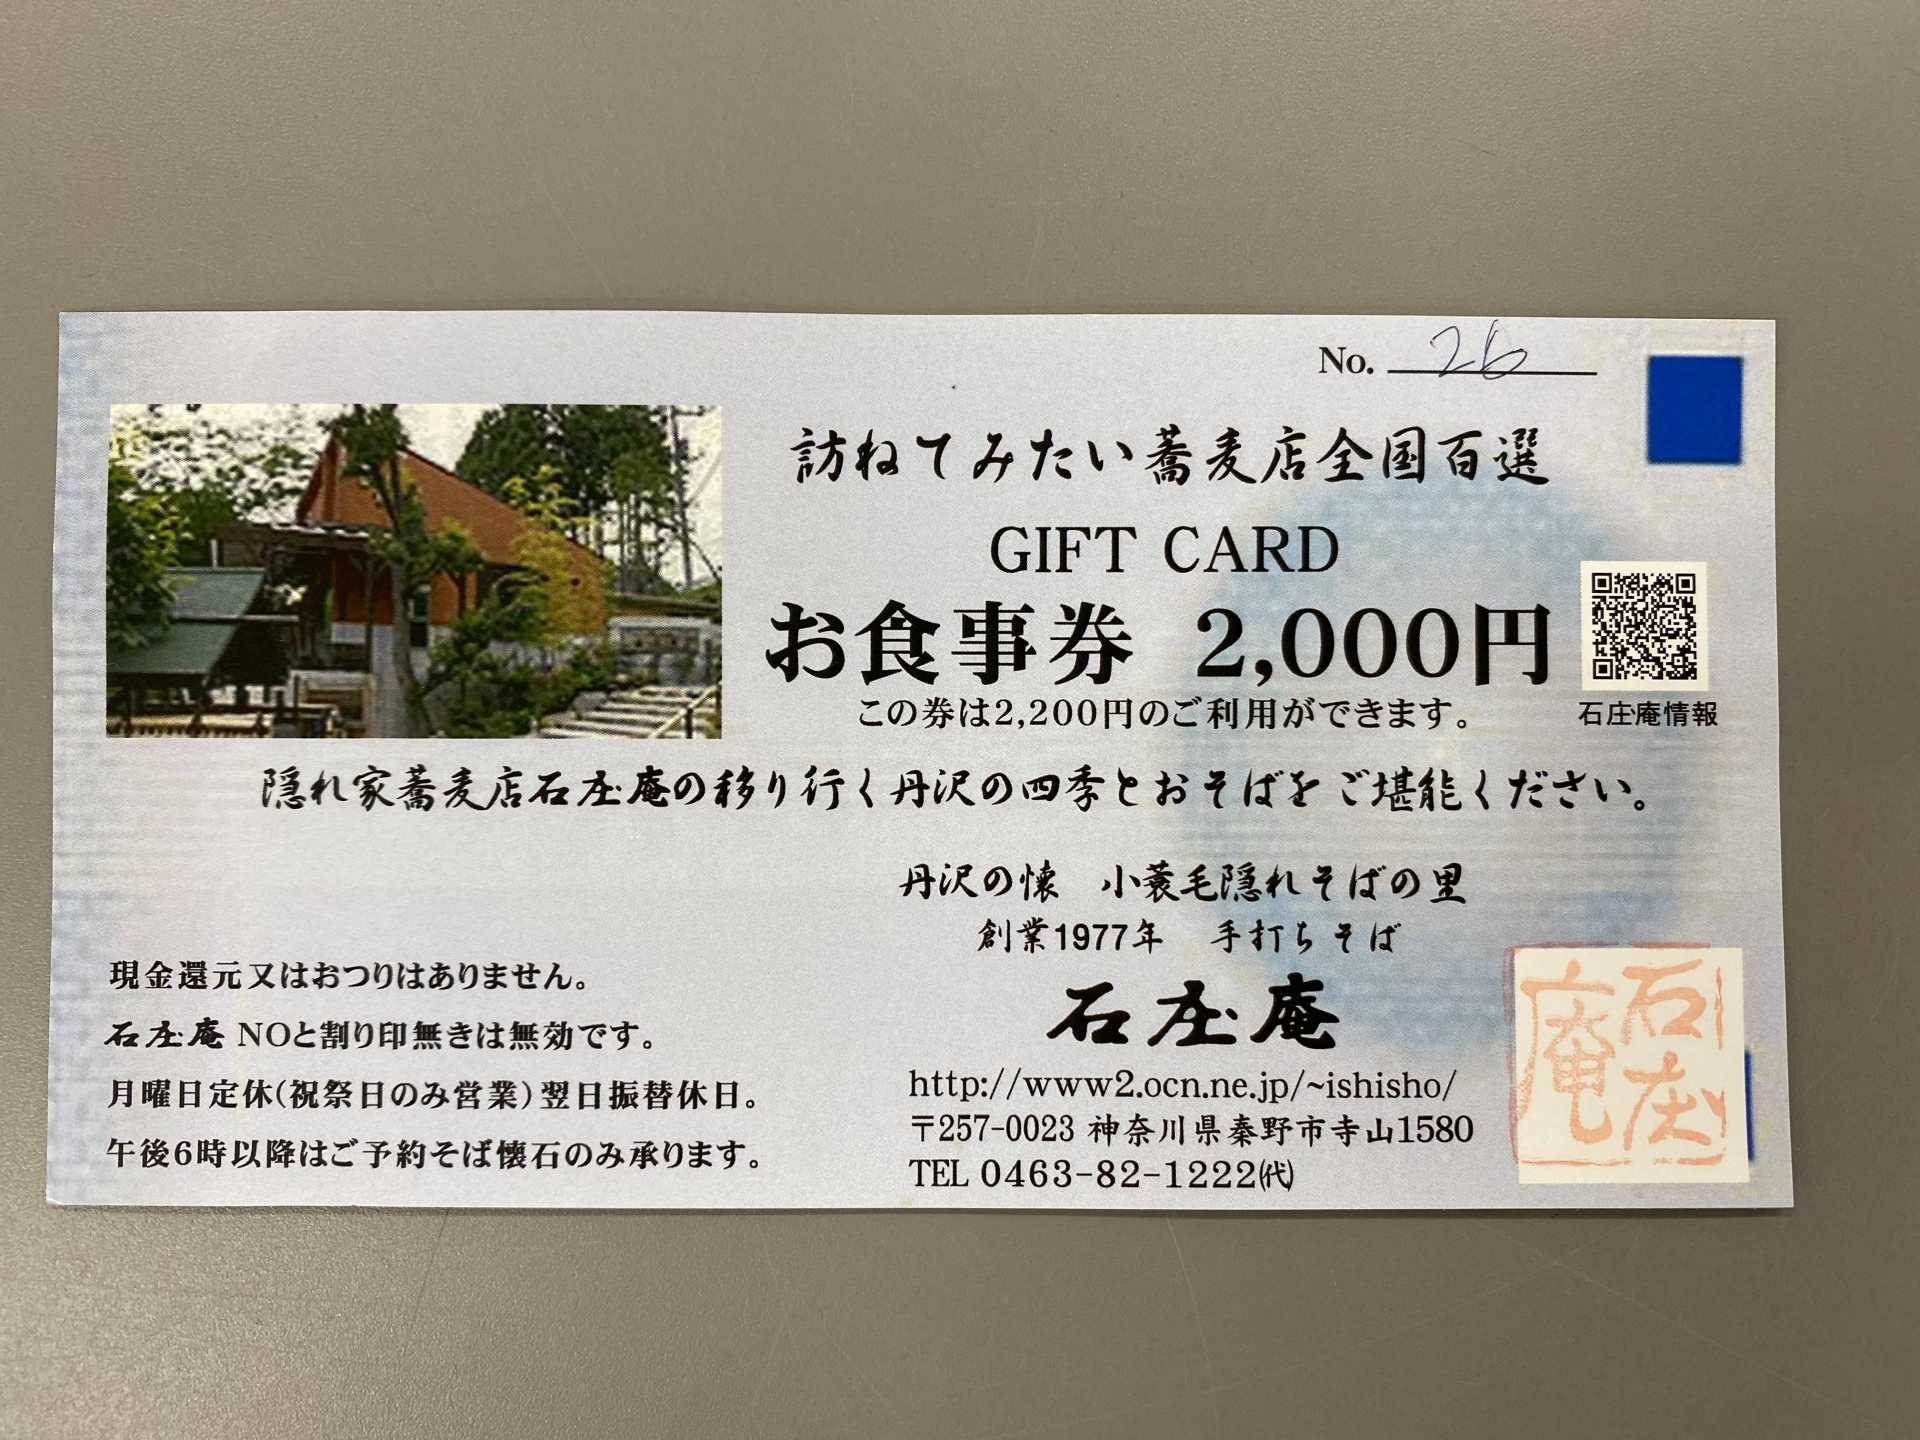 No. 26
訪ねてみたい蕎麦店全国百選
GIFT CARD
お食事券 2,000円
この券は2,200円のご利用ができます。
石庄庵情報
隠れ家蕎麦店石庄庵の移り行く丹沢の四季とおそばをご堪能ください。
丹沢の懐 小蓑毛隠れそばの里
創業1977年 手打ちそば
石庄庵
http://www2.ocn.ne.jp/~ishisho/
〒257-0023 神奈川県秦野市寺山1580
TEL 0463-82-1222㈹
現金還元又はおつりはありません。
石庄庵 NOと割り印無きは無効です。
月曜日定休(祝祭日のみ営業)翌日振替休日。
午後6時以降はご予約そば懐石のみ承ります。
石庄庵